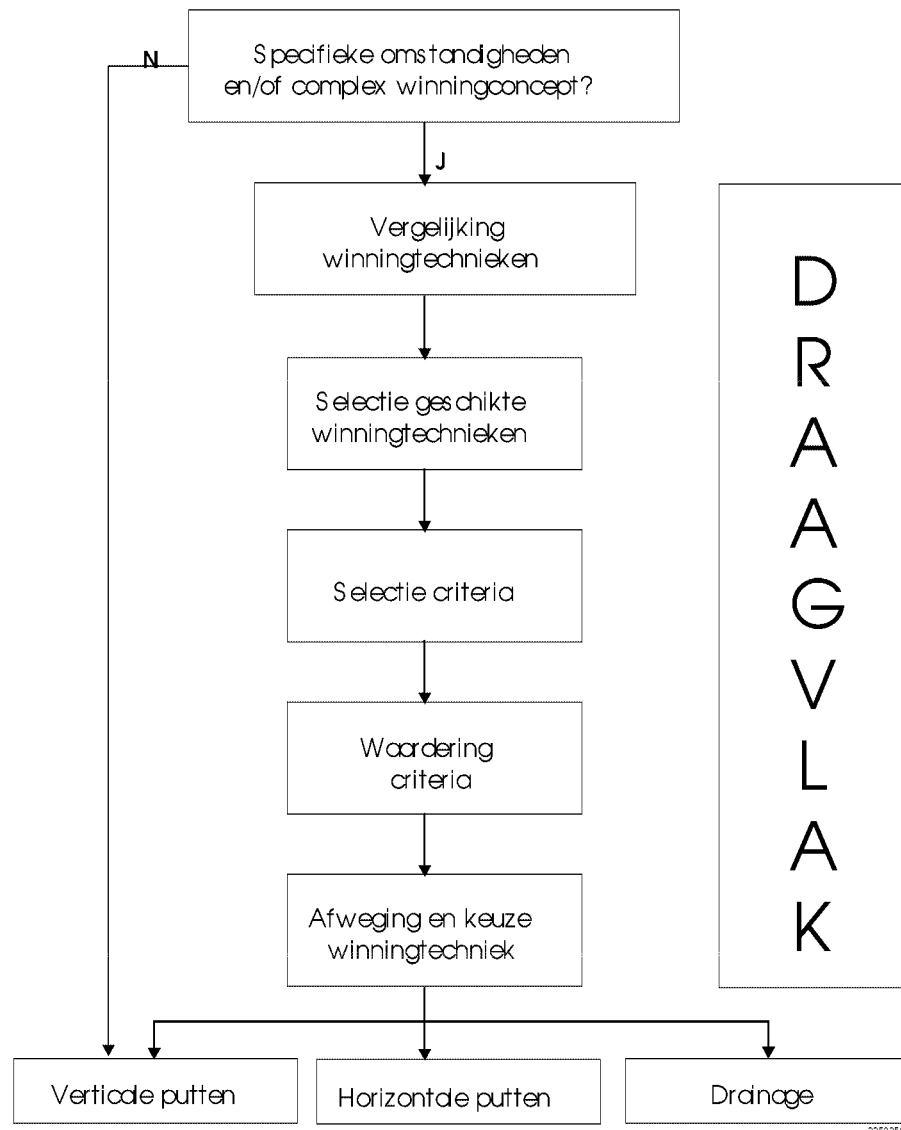 Specifieke omstandigheden
en/of complex winningconcept?
N
J
Vergelijking
winningtechnieken
Selectie geschikte
winningtechnieken
Selectie criteria
Waardering
criteria
Afweging en keuze
winningtechniek
Verticale putten
Horizontale putten
Drainage
D
R
A
A
G
V
L
A
K